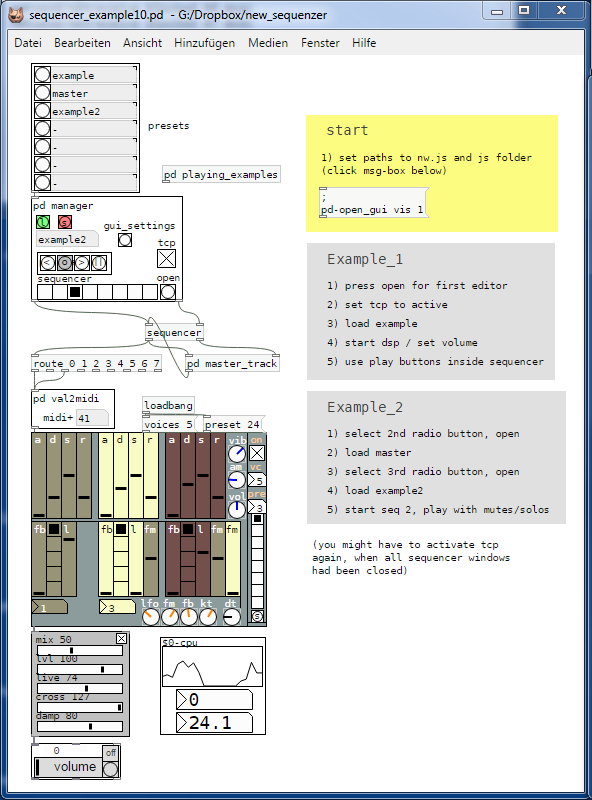 sequencer_example10.pd - G:/Dropbox/new_sequenzer
Datei Bearbeiten Ansicht Hinzufügen Medien Fenster Hilfe
example
master
example2
-
-
-
-
presets
pd playing_examples
start
1) set paths to nw.js and js folder
(click msg-box below)
;
pd-open_gui vis 1
pd manager
gui_settings
example2
tcp
< o > ||
sequencer
open
Example_1
1) press open for first editor
2) set tcp to active
3) load example
4) start dsp / set volume
5) use play buttons inside sequencer
sequencer
route 0 1 2 3 4 5 6 7
pd master_track
pd val2midi
midi+ 41
loadbang
voices 5
preset 24
Example_2
1) select 2nd radio button, open
2) load master
3) select 3rd radio button, open
4) load example2
5) start seq 2, play with mutes/solos
(you might have to activate tcp
again, when all sequencer windows
had been closed)
a d s r a d s r a d s r vib on
am vc
5
vol pre
3
fb l fb l fm fb l fm fm
1 3 lfo fm fb kt dt s
mix 50
lvl 100
live 74
cross 127
damp 80
$0-cpu
0
24.1
0 off
volume